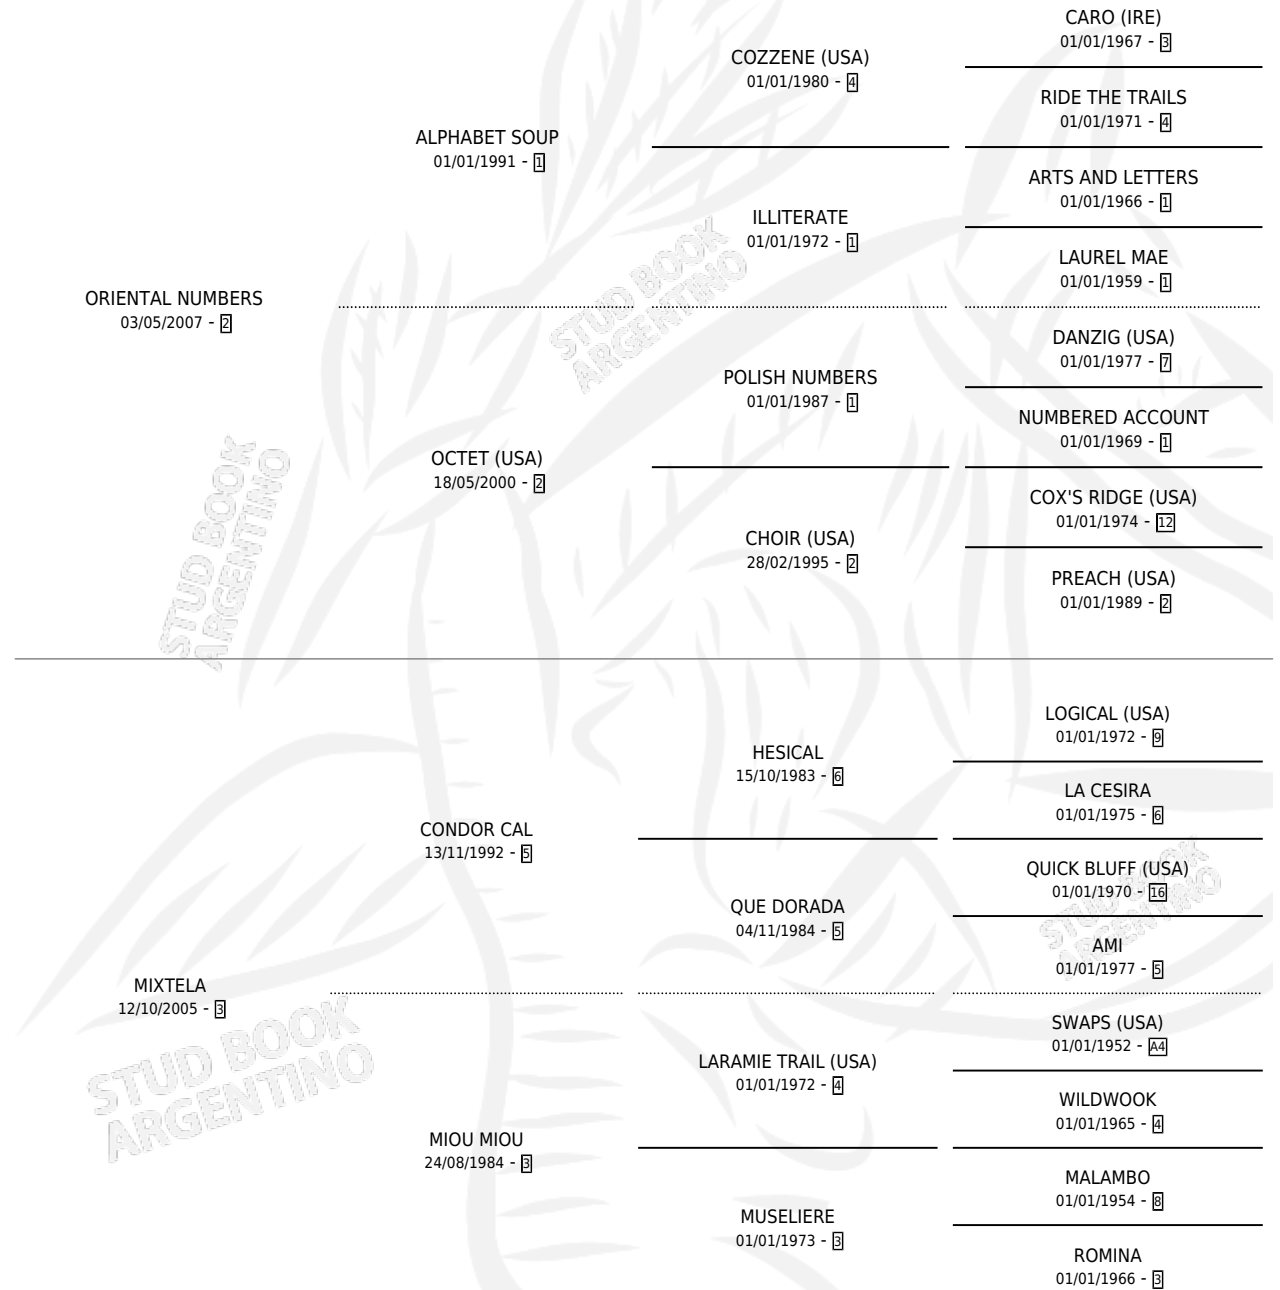 CARO (IRE)
01/01/1967 - 3
COZZENE (USA)
01/01/1980 - 4
RIDE THE TRAILS
01/01/1971 - 4
ALPHABET SOUP
01/01/1991 - 1
ARTS AND LETTERS
01/01/1966 - 1
ILLITERATE
01/01/1972 - 1
LAUREL MAE
01/01/1959 - 1
ORIENTAL NUMBERS
03/05/2007 - 2
DANZIG (USA)
01/01/1977 - 7
POLISH NUMBERS
01/01/1987 - 1
NUMBERED ACCOUNT
01/01/1969 - 1
OCTET (USA)
18/05/2000 - 2
COX'S RIDGE (USA)
01/01/1974 - 12
CHOIR (USA)
28/02/1995 - 2
PREACH (USA)
01/01/1989 - 2
STUD BOOK
ARGENTINO
STUD BOOK
ARGENTINO
LOGICAL (USA)
01/01/1972 - 9
HESICAL
15/10/1983 - 6
LA CESIRA
01/01/1975 - 6
CONDOR CAL
13/11/1992 - 5
QUICK BLUFF (USA)
01/01/1970 - 16
QUE DORADA
04/11/1984 - 5
AMI
01/01/1977 - 5
MIXTELA
12/10/2005 - 3
SWAPS (USA)
01/01/1952 - A4
LARAMIE TRAIL (USA)
01/01/1972 - 4
WILDWOOK
01/01/1965 - 4
MIOU MIOU
24/08/1984 - 3
MALAMBO
01/01/1954 - 8
MUSELIERE
01/01/1973 - 3
ROMINA
01/01/1966 - 3
STUD BOOK
ARGENTINO
STUD BOOK
ARGENTINO